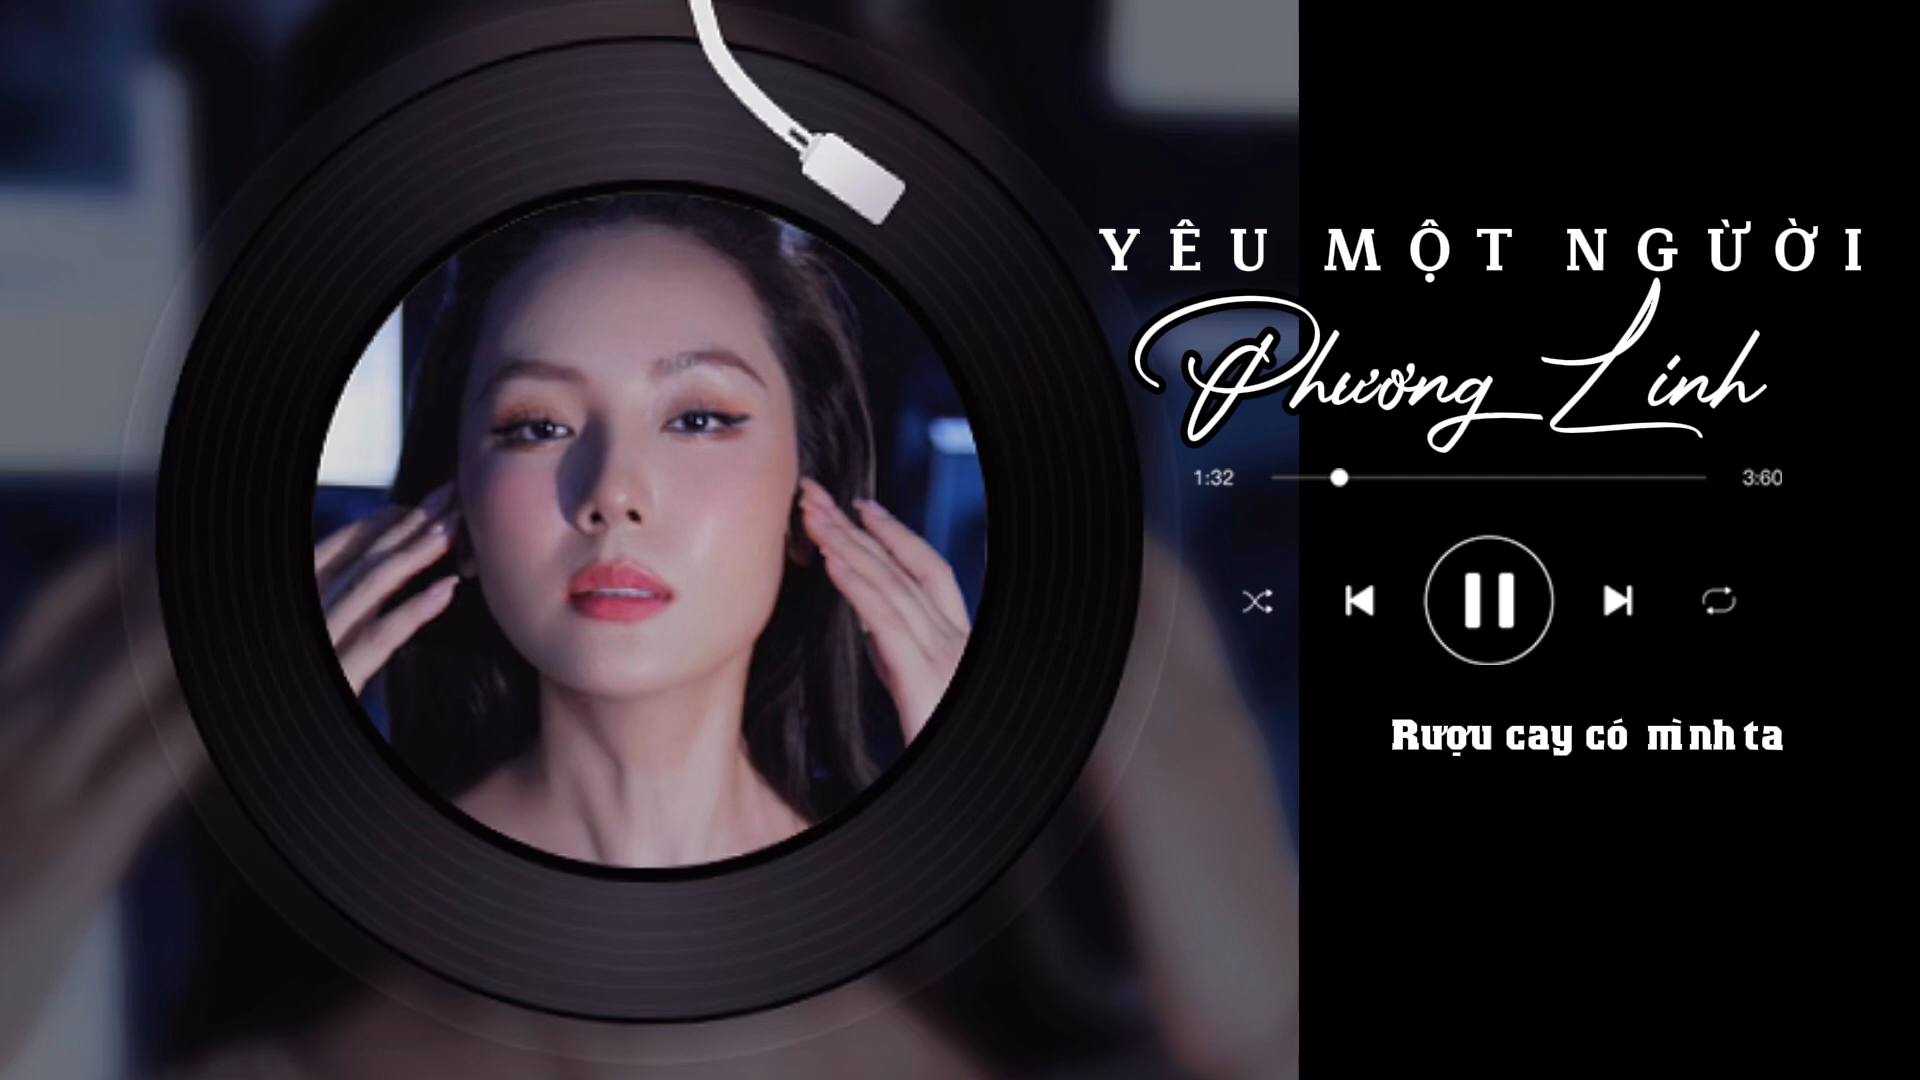 YÊU MỘT NGƯỜI
Phương Linh
1:32 3:60
Rượu cay có mình ta